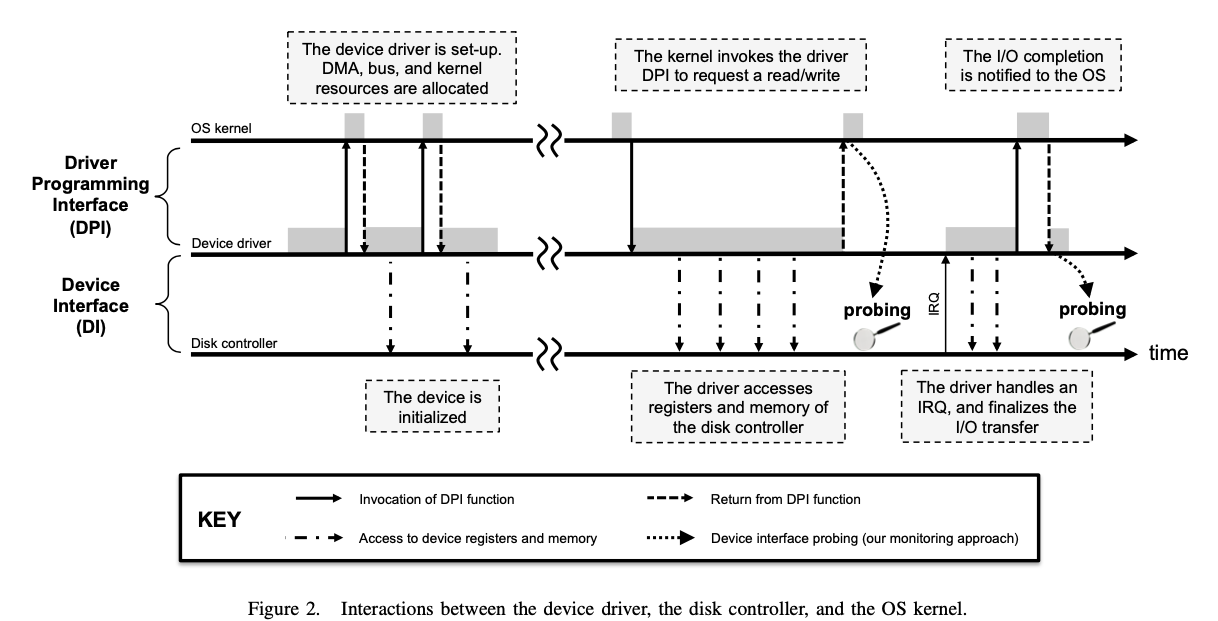 The device driver is set-up.
DMA, bus, and kernel
resources are allocated
The kernel invokes the driver
DPI to request a read/write
The I/O completion
is notified to the OS
OS kernel
Driver
Programming
Interface
(DPI)
Device driver
Device
Interface
(DI)
probing
IRQ
probing
Disk controller
time
The device is
initialized
The driver accesses
registers and memory of
the disk controller
The driver handles an
IRQ, and finalizes the
I/O transfer
KEY
Invocation of DPI function
Return from DPI function
Access to device registers and memory
Device interface probing (our monitoring approach)
Figure 2. Interactions between the device driver, the disk controller, and the OS kernel.